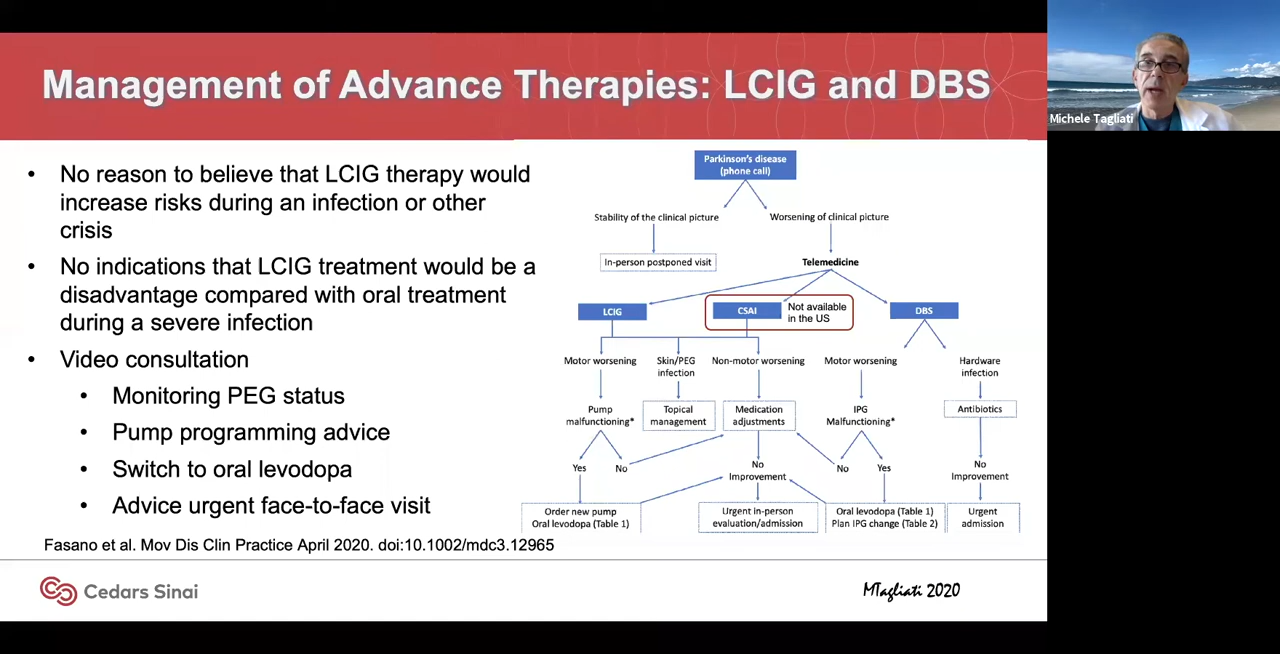 Management of Advance Therapies: LCIG and DBS
Michele Tagliati
• No reason to believe that LCIG therapy would
increase risks during an infection or other
crisis
• No indications that LCIG treatment would be a
disadvantage compared with oral treatment
during a severe infection
• Video consultation
• Monitoring PEG status
• Pump programming advice
• Switch to oral levodopa
• Advice urgent face-to-face visit
Parkinson's disease
(phone call)
Stability of the clinical picture
Worsening of clinical picture
In-person postponed visit
Telemedicine
LCIG
CSAI
Not available
in the US
DBS
Motor worsening
Skin/PEG
infection
Non-motor worsening
Motor worsening
Hardware
infection
Pump
malfunctioning*
Topical
management
Medication
adjustments
IPG
Malfunctioning*
Antibiotics
Yes
No
No
Improvement
No
Yes
No
Improvement
Order new pump
Oral levodopa (Table 1)
Urgent in-person
evaluation/admission
Oral levodopa (Table 1)
Plan IPG change (Table 2)
Urgent
admission
Fasano et al. Mov Dis Clin Practice April 2020. doi:10.1002/mdc3.12965
Cedars Sinai
MTagliati 2020